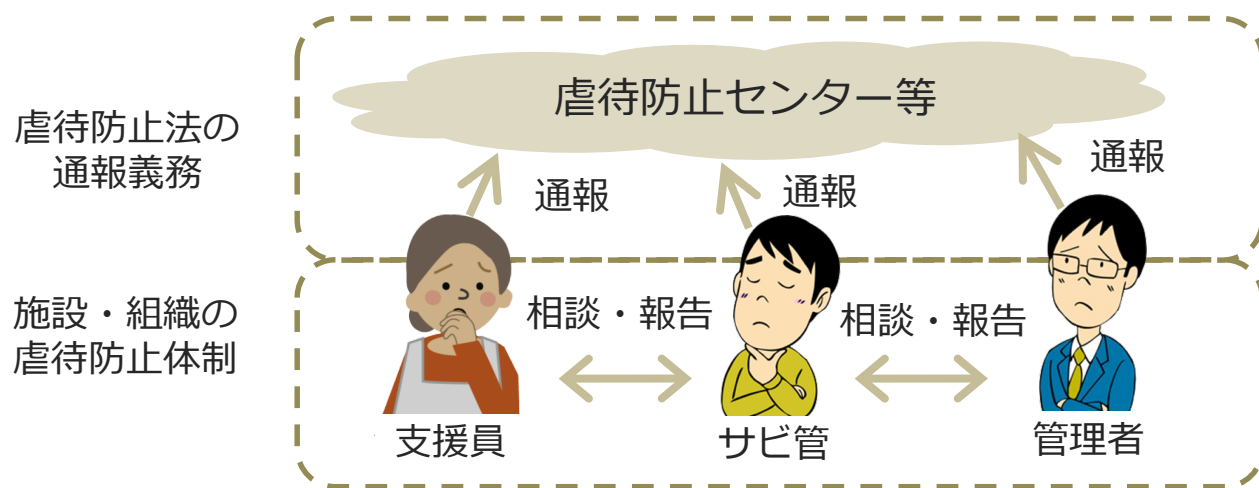 虐待防止センター等
虐待防止法の
通報義務
通報
通報
通報
施設・組織の
虐待防止体制
相談・報告
相談・報告
支援員
サビ管
管理者